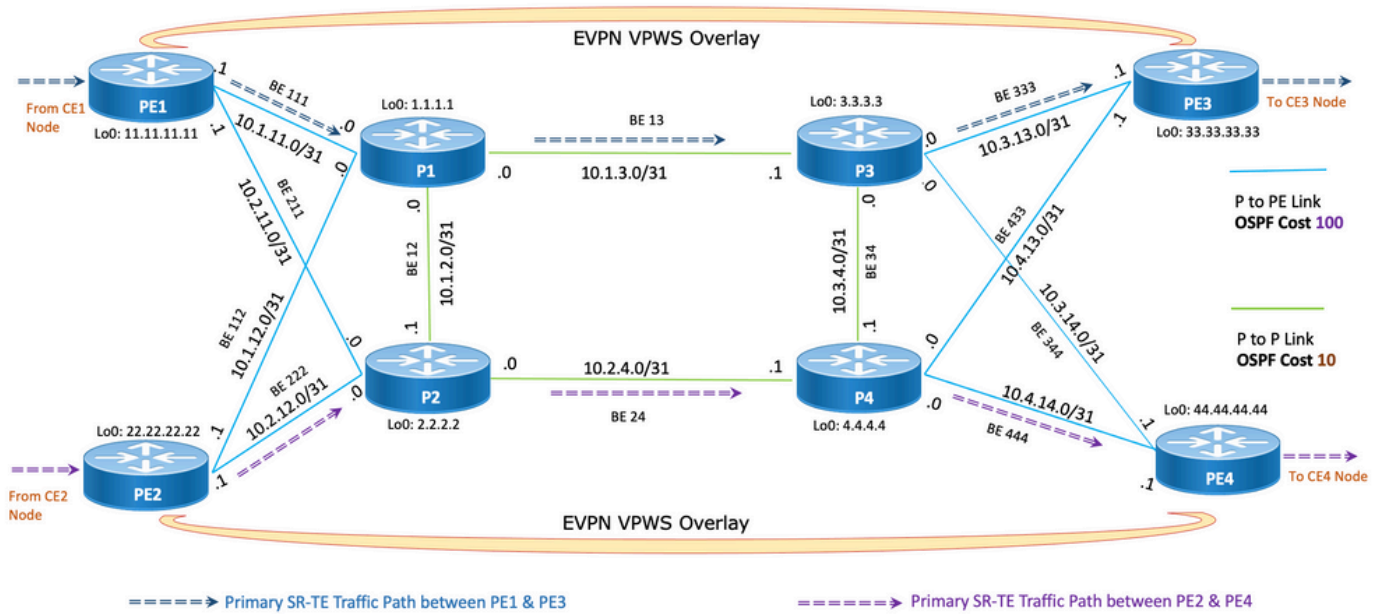 EVPN VPWS Overlay
PE1
From CE1
Node
Lo0: 11.11.11.11
.1
.1
BE 111
10.1.11.0/31
.0
Lo0: 1.1.1.1
P1
.0
.0
.0
BE 13
10.1.3.0/31
.1
Lo0: 3.3.3.3
P3
.0
.0
.0
BE 333
10.3.13.0/31
.1
.1
PE3
To CE3 Node
Lo0: 33.33.33.33
BE 211
10.2.11.0/31
BE 112
10.1.12.0/31
BE 12
10.1.2.0/31
10.3.4.0/31
BE 34
BE 433
10.4.13.0/31
10.3.14.0/31
BE 344
P to PE Link
OSPF Cost 100
P to P Link
OSPF Cost 10
.0
.1
.0
.1
.1
.0
BE 222
10.2.12.0/31
.0
P2
Lo0: 2.2.2.2
10.2.4.0/31
BE 24
P4
Lo0: 4.4.4.4
.0
10.4.14.0/31
BE 444
.1
Lo0: 44.44.44.44
PE4
.1
To CE4 Node
Lo0: 22.22.22.22
.1
.1
PE2
From CE2
Node
EVPN VPWS Overlay
Primary SR-TE Traffic Path between PE1 & PE3
Primary SR-TE Traffic Path between PE2 & PE4